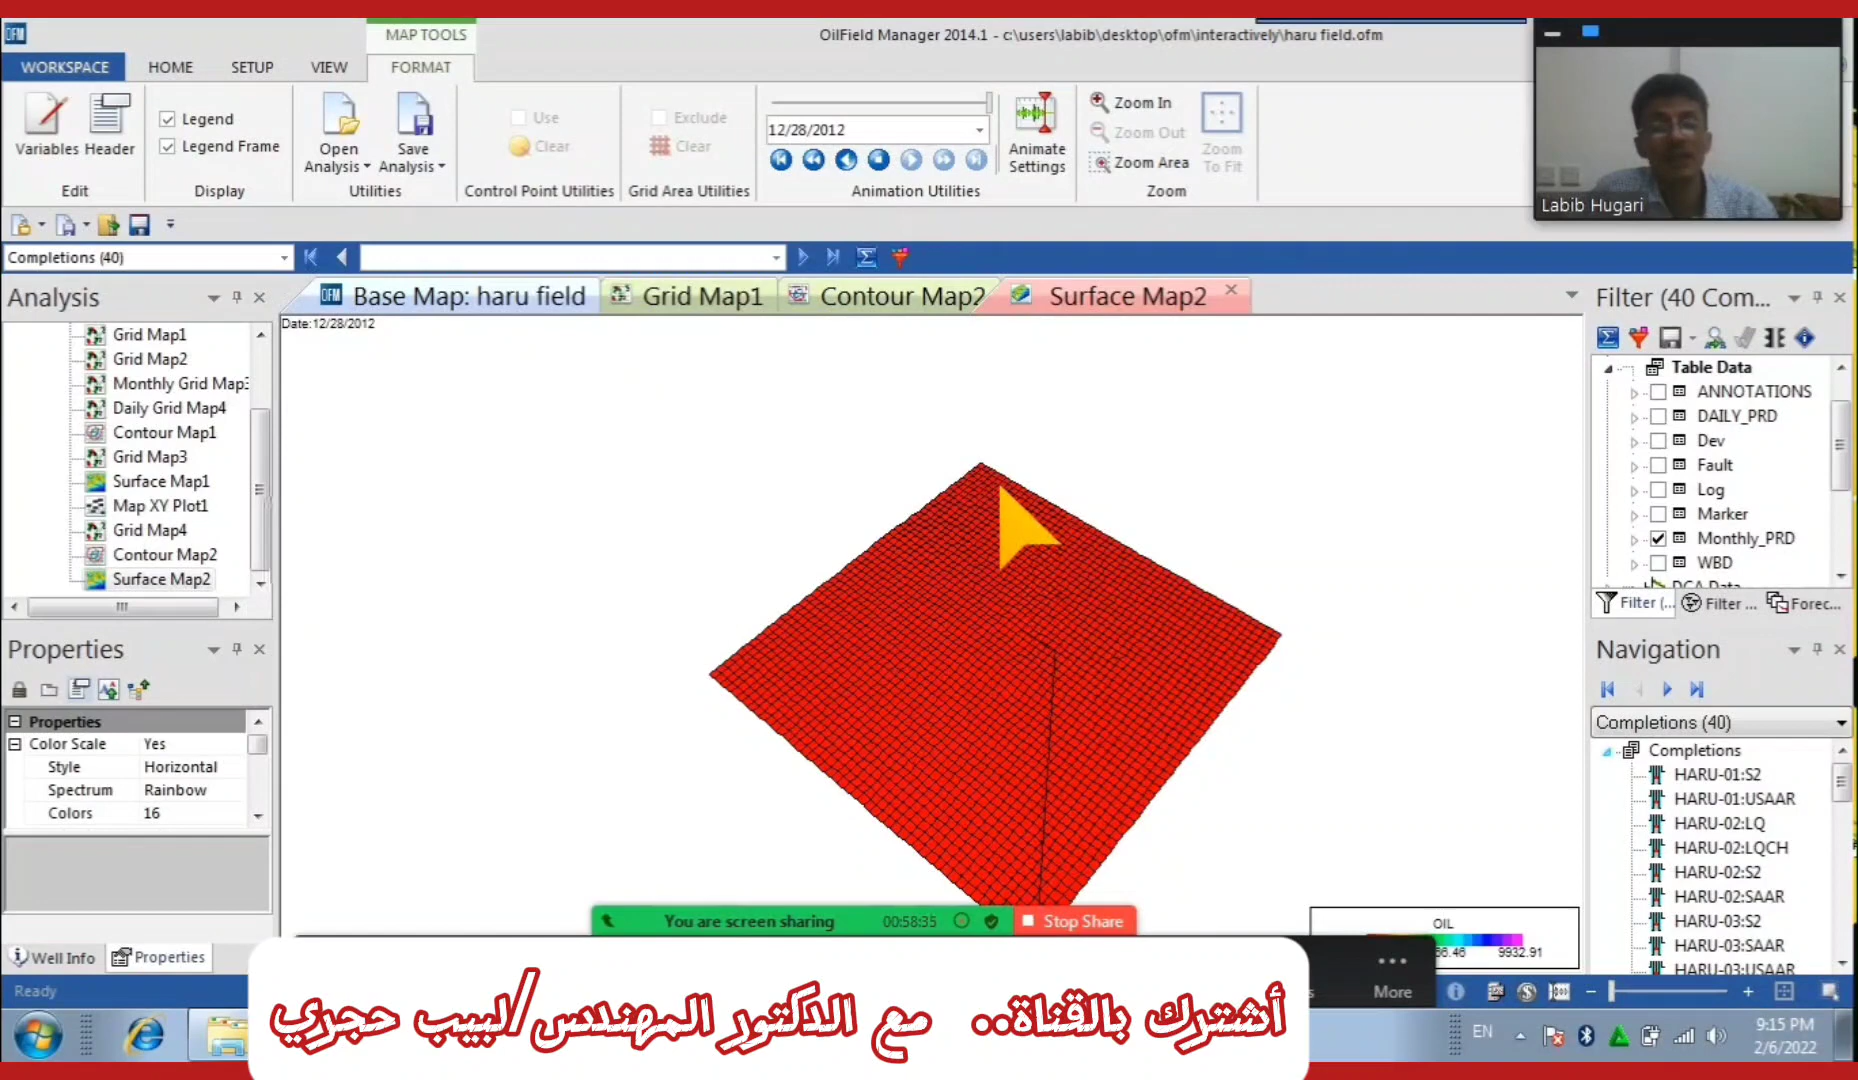 OFM
MAP TOOLS
OilField Manager 2014.1 - c:\users\labib\desktop\ofm\interactively\haru field.ofm
WORKSPACE HOME SETUP VIEW FORMAT
Variables Header
Edit
Legend
Legend Frame
Display
Open Analysis
Save Analysis
Utilities
Use
Clear
Control Point Utilities
Exclude
Clear
Grid Area Utilities
12/28/2012
Animation Utilities
Animate Settings
Zoom In
Zoom Out
Zoom Area
Zoom To Fit
Zoom
Labib Hugari
Completions (40)
Analysis
Grid Map1
Grid Map2
Monthly Grid Map3
Daily Grid Map4
Contour Map1
Grid Map3
Surface Map1
Map XY Plot1
Grid Map4
Contour Map2
Surface Map2
Base Map: haru field
Grid Map1
Contour Map2
Surface Map2
Date:12/28/2012
Filter (40 Com...
Table Data
ANNOTATIONS
DAILY_PRD
Dev
Fault
Log
Marker
Monthly_PRD
WBD
DCA Data
Filter (... Filter ... Forec...
Properties
Properties
Color Scale Yes
Style Horizontal
Spectrum Rainbow
Colors 16
Well Info Properties
Navigation
Completions (40)
Completions
HARU-01:S2
HARU-01:USAAR
HARU-02:LQ
HARU-02:LQCH
HARU-02:S2
HARU-02:SAAR
HARU-03:S2
HARU-03:SAAR
HARU-03:USAAR
You are screen sharing 00:58:35 Stop Share
OIL
9932.91
More
Ready
أشترك بالقناة.. مع الدكتور المهندس/لبيب حجري
EN
9:15 PM
2/6/2022